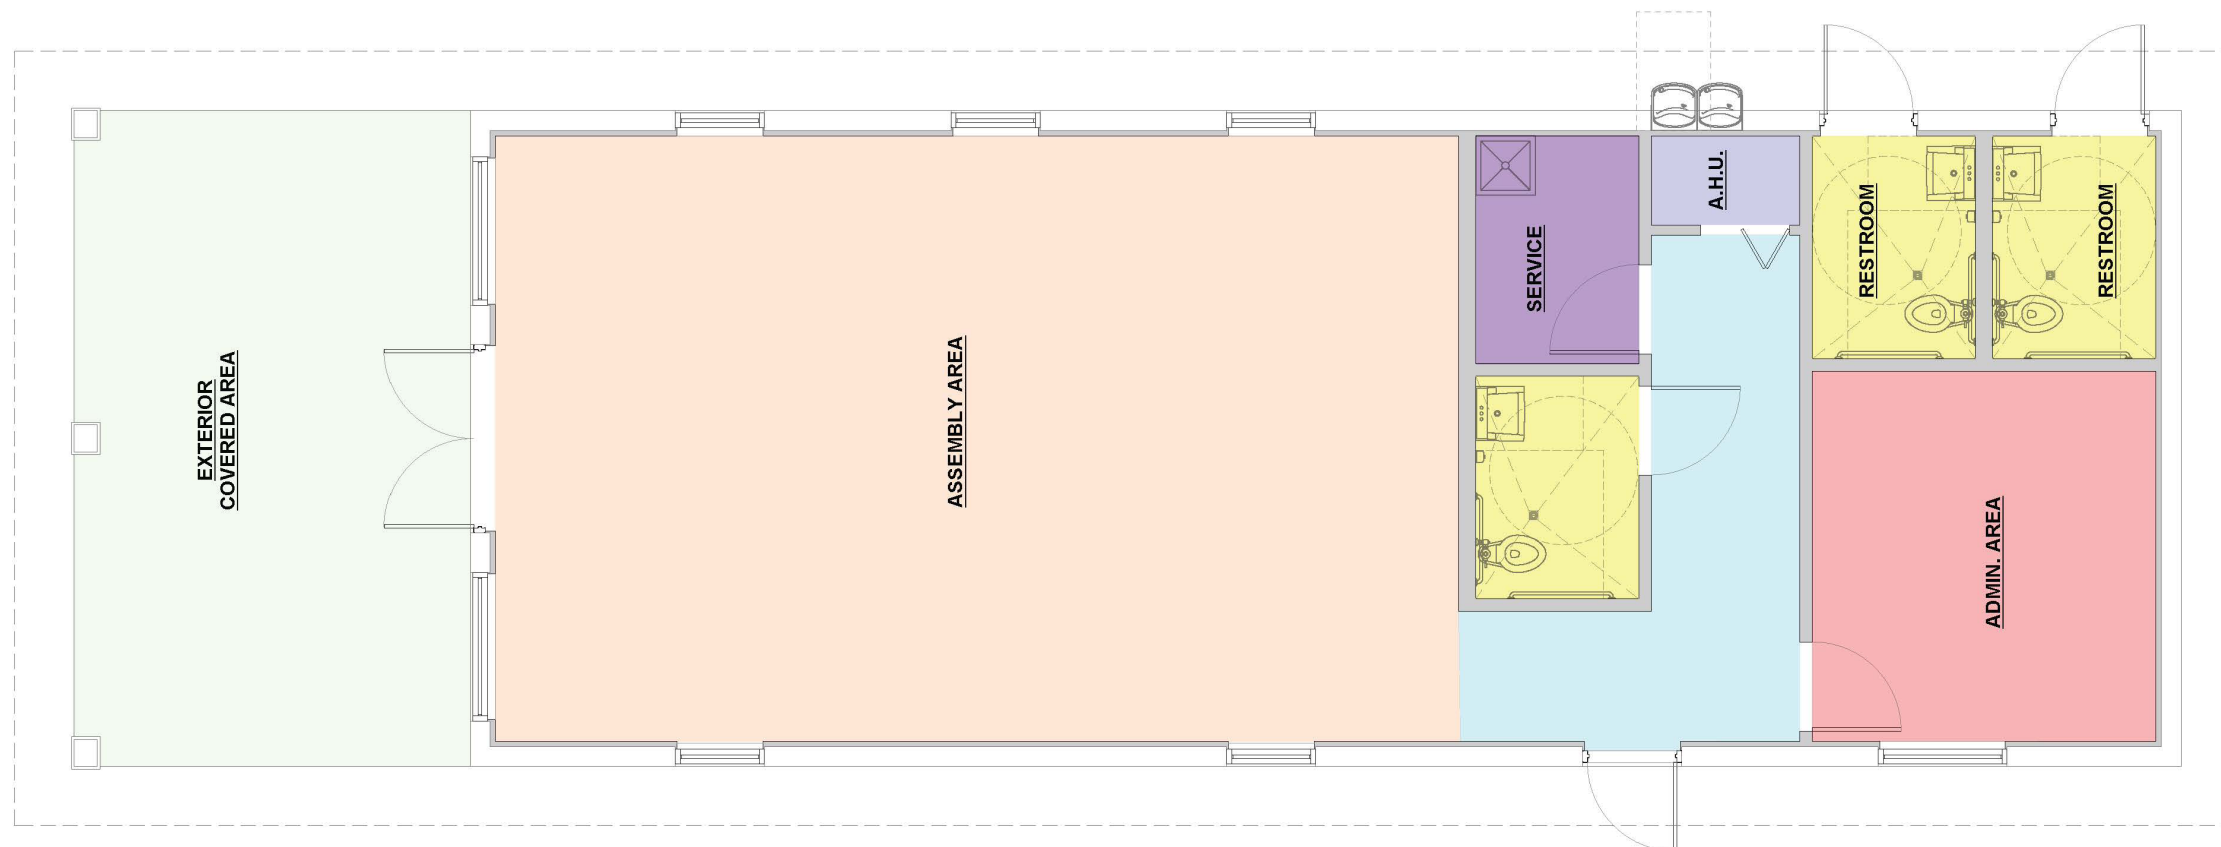 EXTERIOR
COVERED AREA
ASSEMBLY AREA
SERVICE
A.H.U.
RESTROOM
RESTROOM
ADMIN. AREA